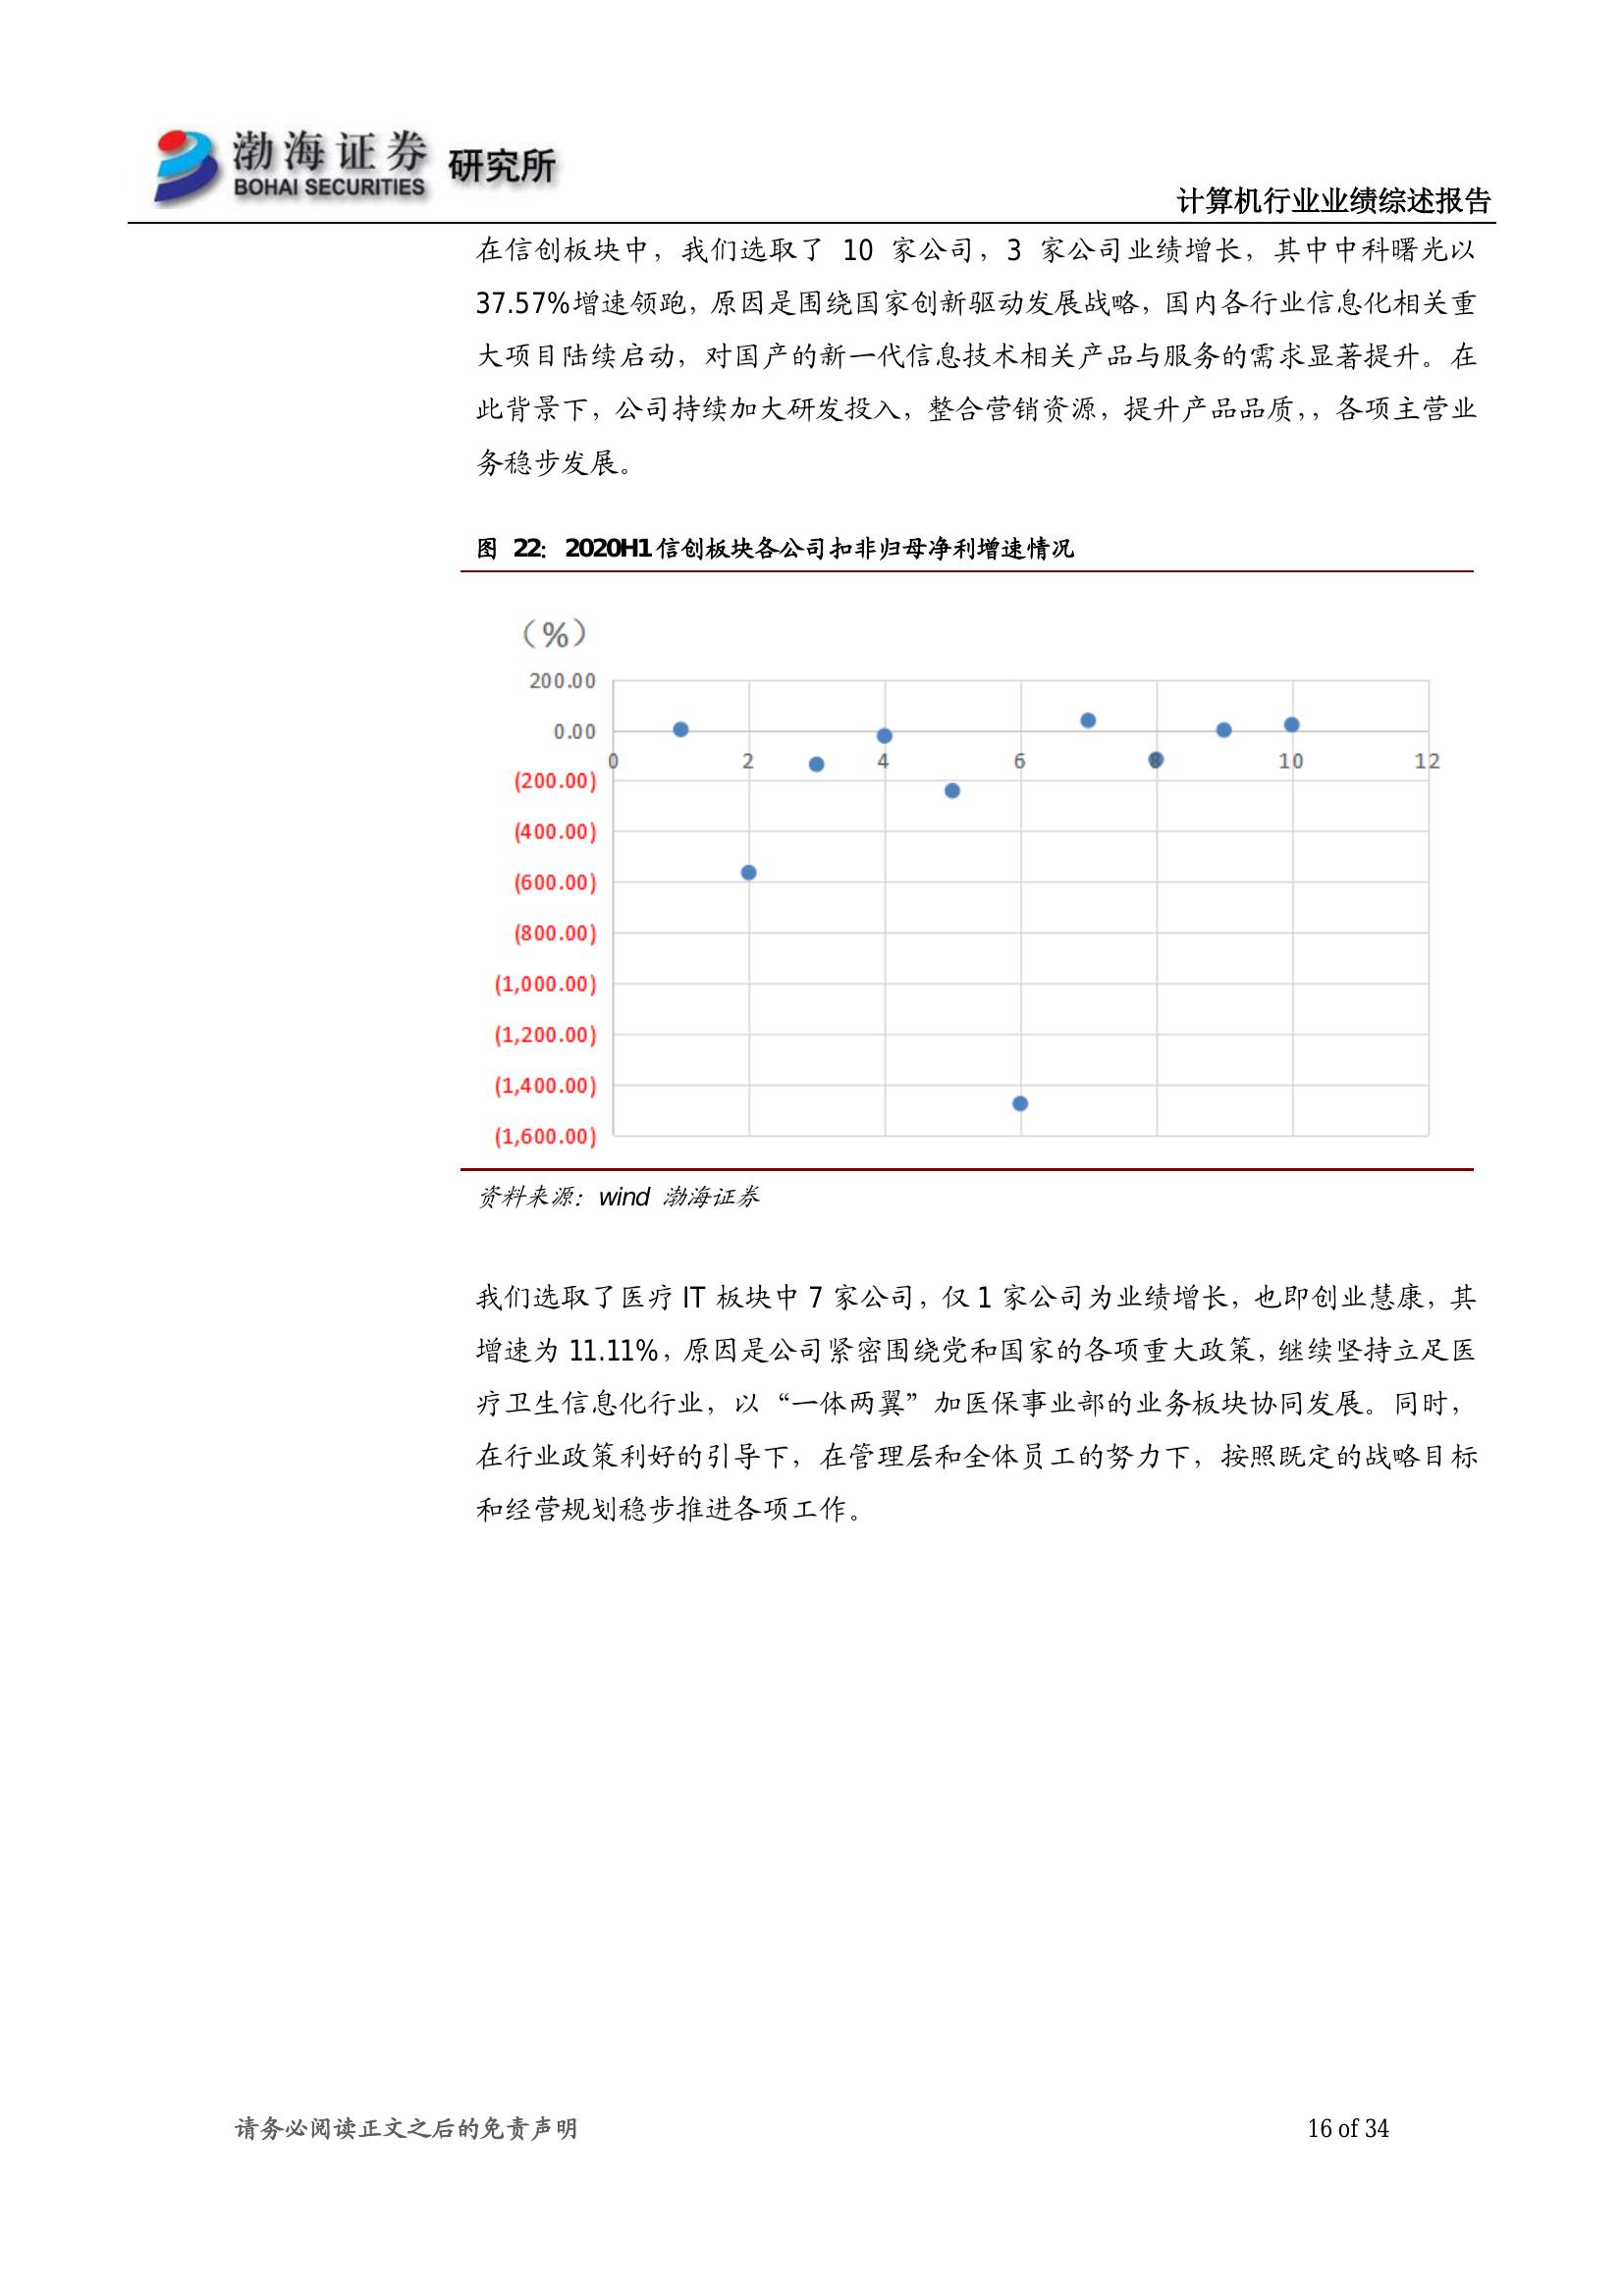 渤海证券 研究所
BOHAI SECURITIES
计算机行业业绩综述报告
在信创板块中，我们选取了 10 家公司，3 家公司业绩增长，其中中科曙光以
37.57%增速领跑，原因是围绕国家创新驱动发展战略，国内各行业信息化相关重
大项目陆续启动，对国产的新一代信息技术相关产品与服务的需求显著提升。在
此背景下，公司持续加大研发投入，整合营销资源，提升产品品质，，各项主营业
务稳步发展。
图 22：2020H1 信创板块各公司扣非归母净利增速情况
（%）
200.00
0.00
0 2 4 6 8 10 12
(200.00)
(400.00)
(600.00)
(800.00)
(1,000.00)
(1,200.00)
(1,400.00)
(1,600.00)
资料来源：wind 渤海证券
我们选取了医疗 IT 板块中 7 家公司，仅 1 家公司为业绩增长，也即创业慧康，其
增速为 11.11%，原因是公司紧密围绕党和国家的各项重大政策，继续坚持立足医
疗卫生信息化行业，以“一体两翼”加医保事业部的业务板块协同发展。同时，
在行业政策利好的引导下，在管理层和全体员工的努力下，按照既定的战略目标
和经营规划稳步推进各项工作。
请务必阅读正文之后的免责声明
16 of 34